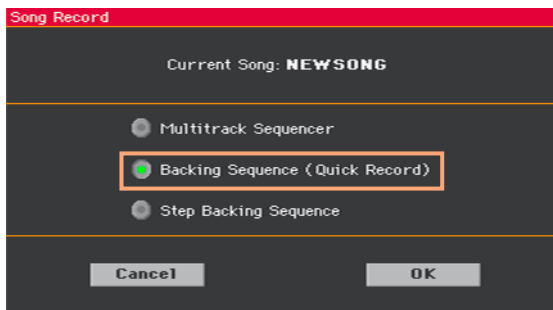 Song Record
Current Song: NEWSONG
Multitrack Sequencer
Backing Sequence (Quick Record)
Step Backing Sequence
Cancel OK